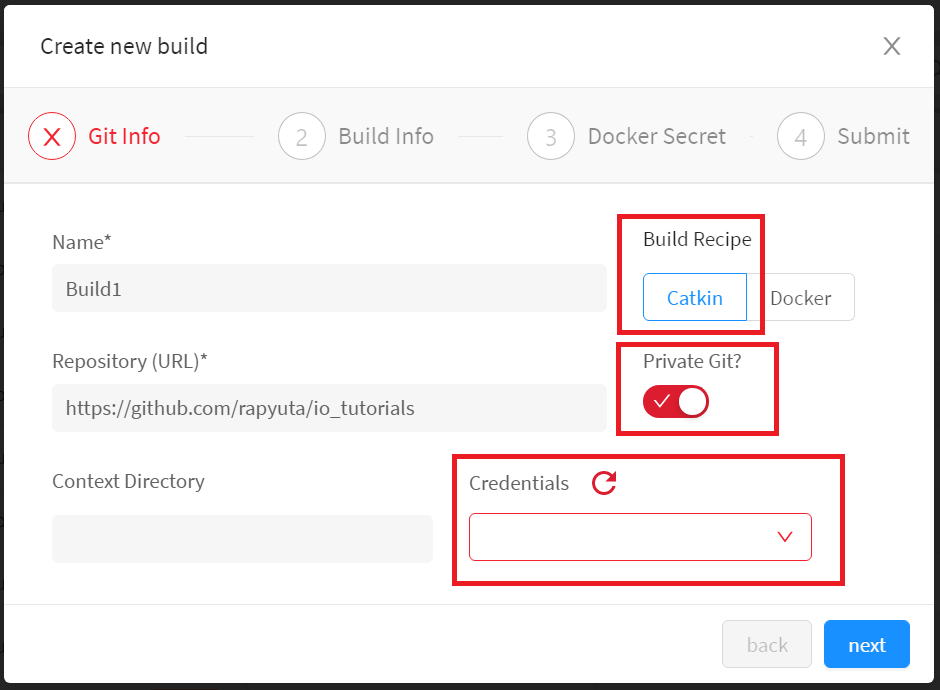 Create new build
Git Info
2 Build Info
3 Docker Secret
4 Submit
Name*
Build Recipe
Build1
Catkin Docker
Repository (URL)*
Private Git?
https://github.com/rapyuta/io_tutorials
Context Directory
Credentials
back next